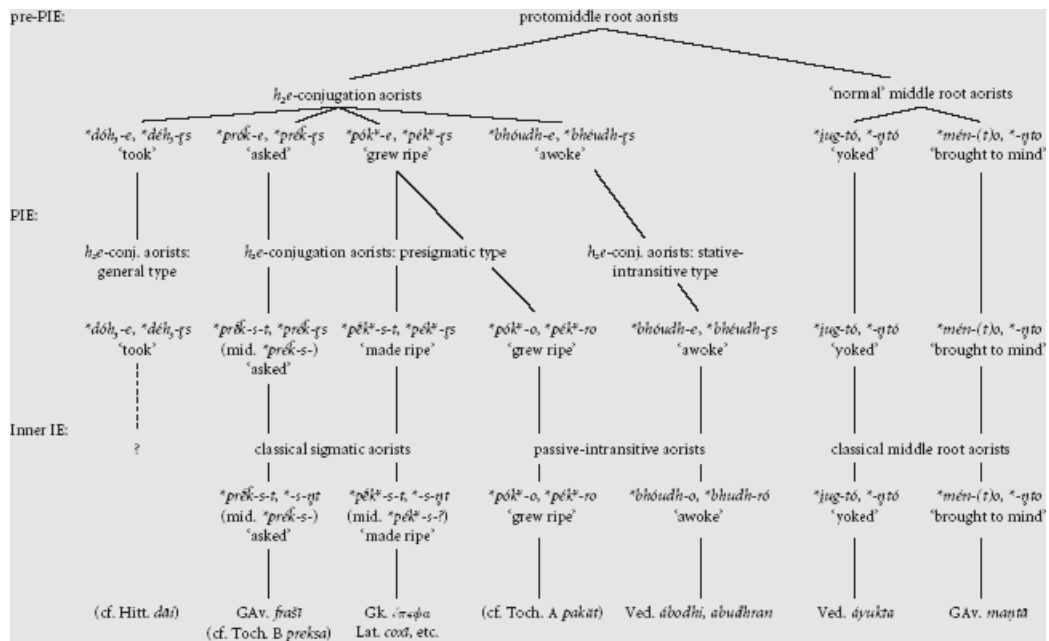 pre-PIE: protomiddle root aorists
h₂e-conjugation aorists 'normal' middle root aorists
*dóh₃-e, *déh₃-r̥s *prók̑-e, *prék̑-r̥s *pókʷ-e, *pékʷ-r̥s *bhóudh-e, *bhéudh-r̥s *jug-tó, *-n̥tó *mén-(t)o, *-n̥to
'took' 'asked' 'grew ripe' 'awoke' 'yoked' 'brought to mind'
PIE:
h₂e-conj. aorists: h₂e-conjugation aorists: presigmatic type h₂e-conj. aorists: stative-
general type intransitive type
*dóh₃-e, *déh₃-r̥s *prḗk̑-s-t, *prék̑-r̥s *pḗkʷ-s-t, *pékʷ-r̥s *pókʷ-o, *pékʷ-ro *bhóudh-e, *bhéudh-r̥s *jug-tó, *-n̥tó *mén-(t)o, *-n̥to
'took' (mid. *prék̑-s-) 'made ripe' 'grew ripe' 'awoke' 'yoked' 'brought to mind'
'asked'
Inner IE:
? classical sigmatic aorists passive-intransitive aorists classical middle root aorists
*prḗk̑-s-t, *-s-n̥t *pḗkʷ-s-t, *-s-n̥t *pókʷ-o, *pékʷ-ro *bhóudh-o, *bhudh-ró *jug-tó, *-n̥tó *mén-(t)o, *-n̥to
(mid. *prék̑-s-) (mid. *pékʷ-s-?) 'grew ripe' 'awoke' 'yoked' 'brought to mind'
'asked' 'made ripe'
(cf. Hitt. dāi) GAv. frašī Gk. (cf. Toch. A pakät) Ved. ábodhi, abudhran Ved. áyukta GAv. maṇtā
(cf. Toch. B preksa) Lat. coxī, etc.